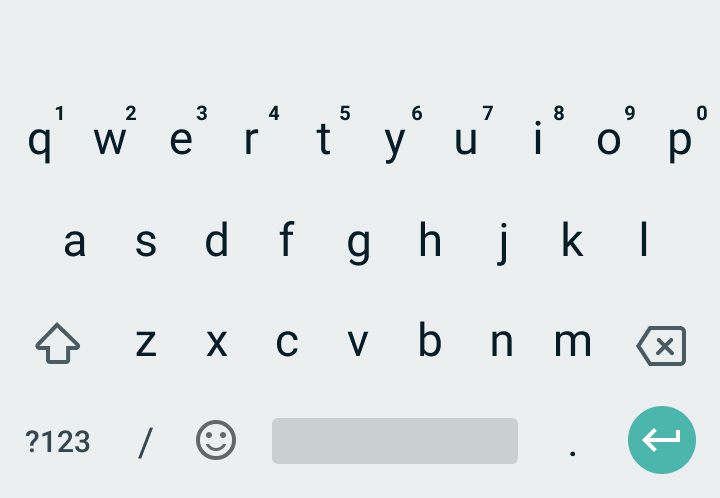 1 2 3 4 5 6 7 8 9 0
q w e r t y u i o p
a s d f g h j k l
z x c v b n m
?123 / .